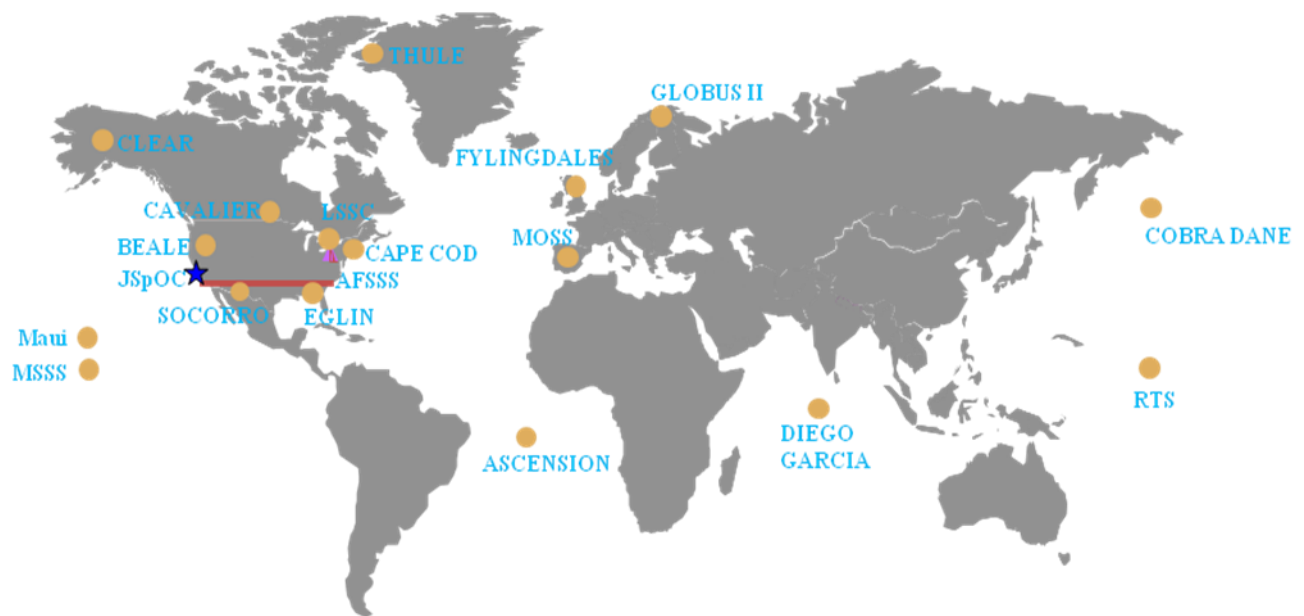 THULE
GLOBUS II
CLEAR
FYLINGDALES
CAVALIER
LSSC
BEALE
CAPE COD
MOSS
COBRA DANE
JSpOC
AFSSS
SOCORRO
EGLIN
Maui
MSSS
RTS
DIEGO
GARCIA
ASCENSION